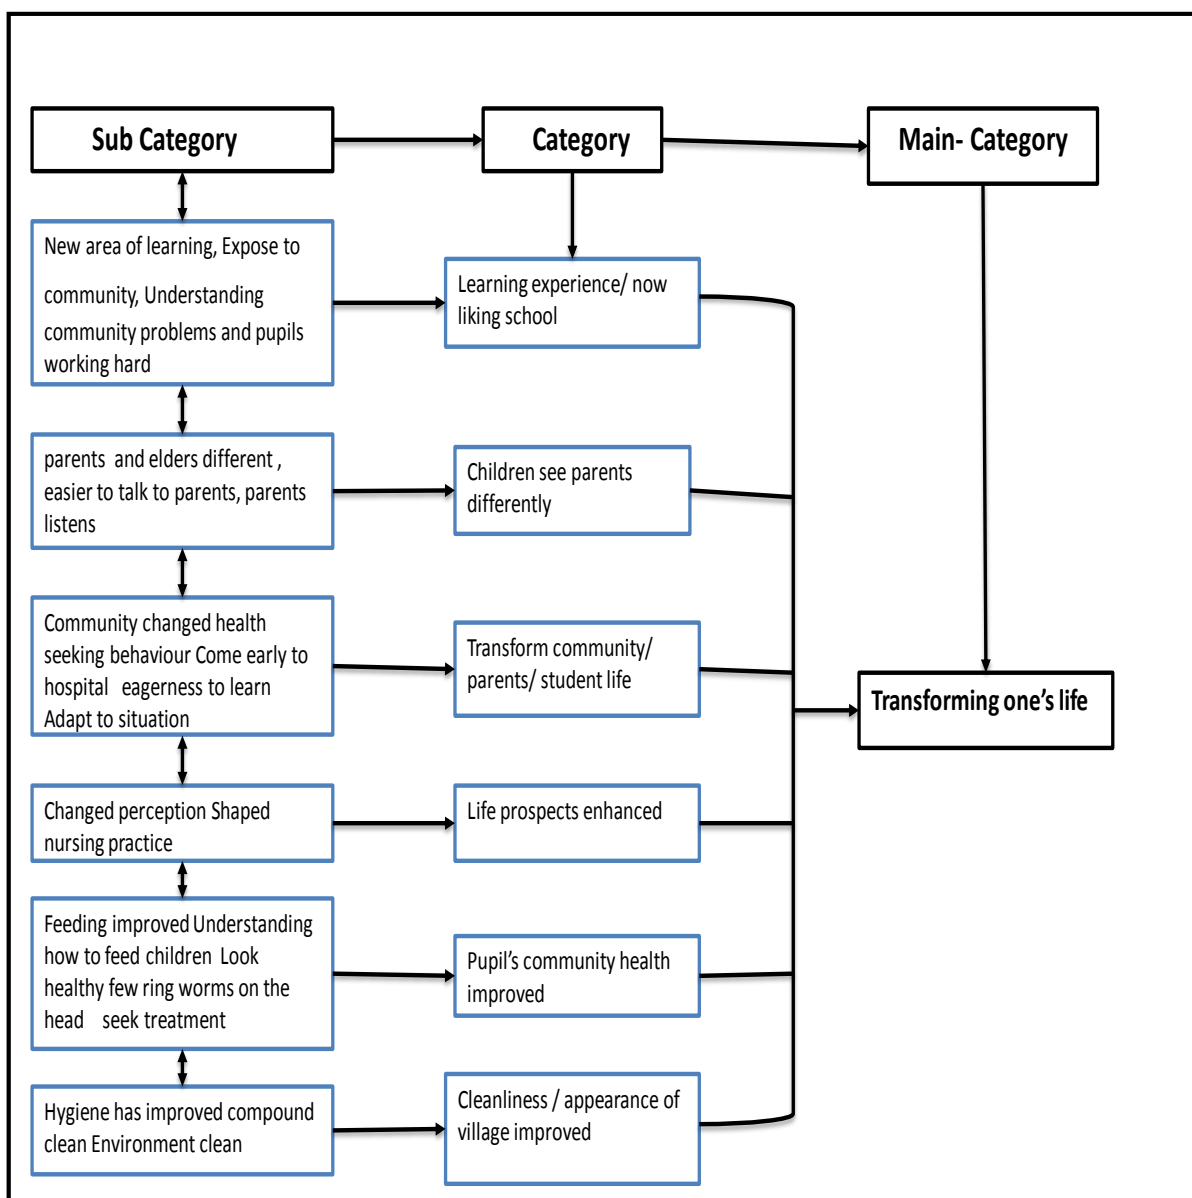 Sub Category
Category
Main- Category
New area of learning, Expose to
community, Understanding
community problems and pupils
working hard
Learning experience/ now
liking school
parents and elders different ,
easier to talk to parents, parents
listens
Children see parents
differently
Community changed health
seeking behaviour Come early to
hospital eagerness to learn
Adapt to situation
Transform community/
parents/ student life
Transforming one’s life
Changed perception Shaped
nursing practice
Life prospects enhanced
Feeding improved Understanding
how to feed children Look
healthy few ring worms on the
head seek treatment
Pupil’s community health
improved
Hygiene has improved compound
clean Environment clean
Cleanliness / appearance of
village improved